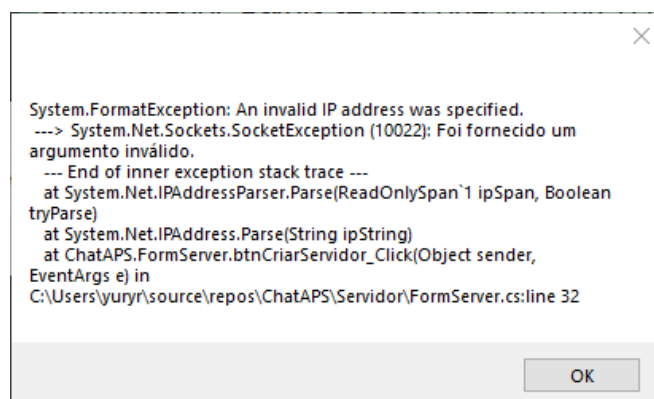 System.FormatException: An invalid IP address was specified.
---> System.Net.Sockets.SocketException (10022): Foi fornecido um
argumento inválido.
--- End of inner exception stack trace ---
at System.Net.IPAddressParser.Parse(ReadOnlySpan`1 ipSpan, Boolean
tryParse)
at System.Net.IPAddress.Parse(String ipString)
at ChatAPS.FormServer.btnCriarServidor_Click(Object sender,
EventArgs e) in
C:\Users\yuryr\source\repos\ChatAPS\Servidor\FormServer.cs:line 32
OK